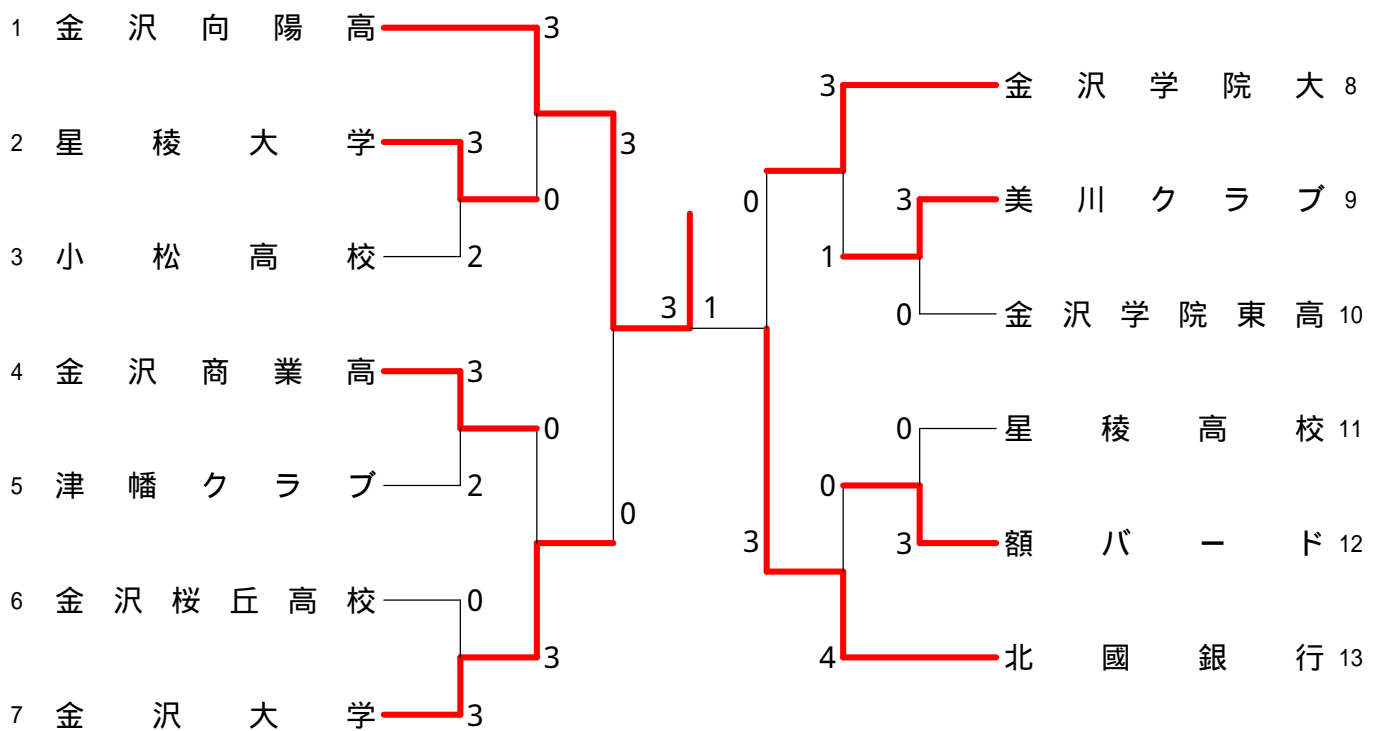 1 金沢向陽高 3
2 星稜大学 3
3
0
3 小松高校 2
3 1
4 金沢商業高 3
0
5 津幡クラブ 2
0
6 金沢桜丘高校 0
3
7 金沢大学 3
3 金沢学院大 8
0
3 美川クラブ 9
1
0 金沢学院東高 10
0 星稜高校 11
0
3
3 額バード 12
4 北國銀行 13